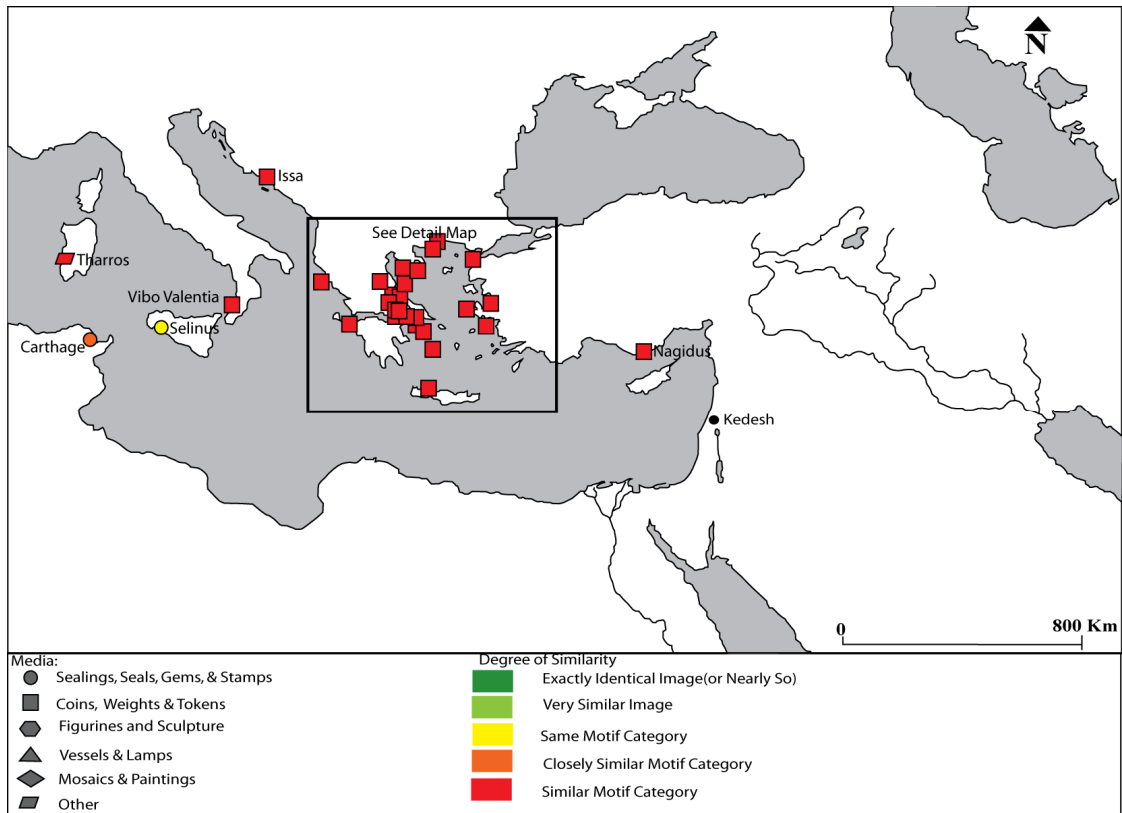 N
Issa
See Detail Map
Tharros
Vibo Valentia
Selinus
Carthage
Nagidus
Kedesh
0 800 Km
Media:
Sealings, Seals, Gems, & Stamps
Coins, Weights & Tokens
Figurines and Sculpture
Vessels & Lamps
Mosaics & Paintings
Other
Degree of Similarity
Exactly Identical Image(or Nearly So)
Very Similar Image
Same Motif Category
Closely Similar Motif Category
Similar Motif Category